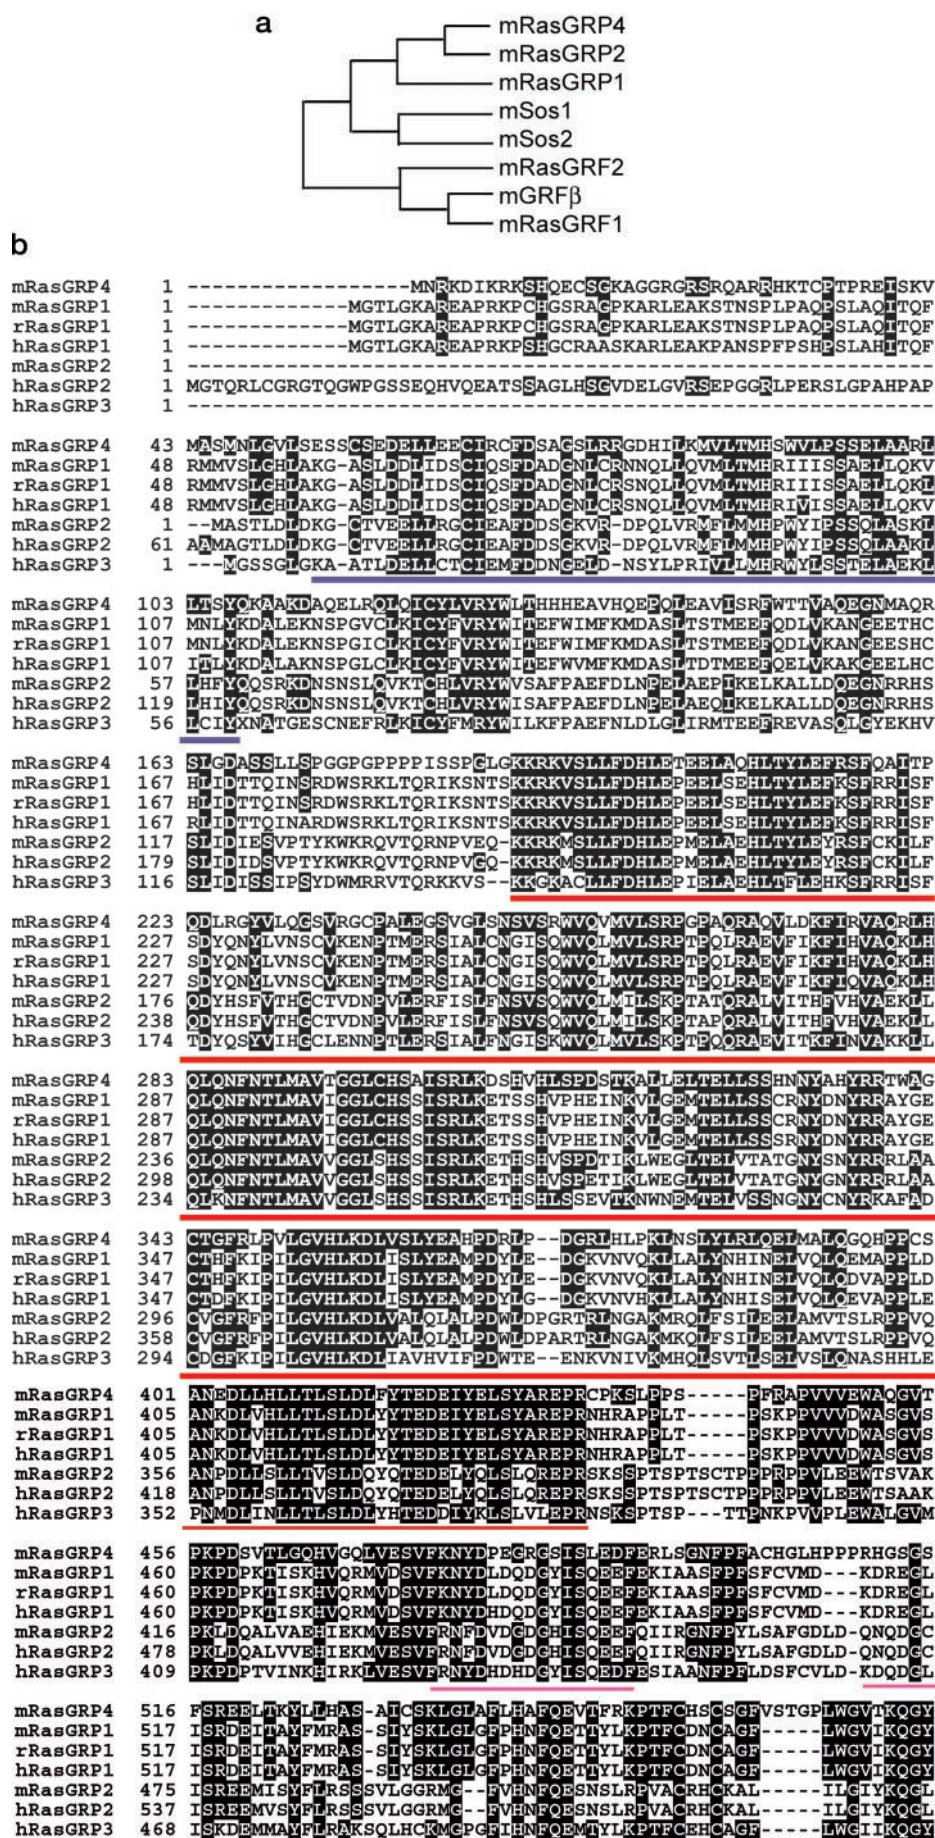 a
mRasGRP4
mRasGRP2
mRasGRP1
mSos1
mSos2
mRasGRF2
mGRFβ
mRasGRF1
b
mRasGRP4 1 ------------------MNRKDIKRKSHQECSGKAGGRGRSRQARRHKTCPTPREISKV
mRasGRP1 1 -------------MGTLGKAREAPRKPCHGSRAGPKARLEAKSTNSPLPAQPSLAQITQF
rRasGRP1 1 -------------MGTLGKAREAPRKPCHGSRAGPKARLEAKSTNSPLPAQPSLAQITQF
hRasGRP1 1 -------------MGTLGKAREAPRKPSHGCRAASKARLEAKPANSPFPSHPSLAHITQF
mRasGRP2 1 ------------------------------------------------------------
hRasGRP2 1 MGTQRLCGRGTQGWPGSSEQHVQEATSSAGLHSGVDELGVRSEPGGRLPERSLGPAHPAP
hRasGRP3 1 ------------------------------------------------------------
mRasGRP4 43 MASMNLGVLSESSCSEDELLEECIRCFDSAGSLRRGDHILKMVLTMHSWVLPSSELAARL
mRasGRP1 48 RMMVSLGHLAKG-ASLDDLIDSCIQSFDADGNLCRNNQLLQVMLTMHRIIISSAELLQKV
rRasGRP1 48 RMMVSLGHLAKG-ASLDDLIDSCIQSFDADGNLCRSNQLLQVMLTMHRIIISSAELLQKL
hRasGRP1 48 RMMVSLGHLAKG-ASLDDLIDSCIQSFDADGNLCRSNQLLQVMLTMHRIVISSAELLQKV
mRasGRP2 1 --MASTLDLDKG-CTVEELLRGCIEAFDDSGKVR-DPQLVRMFLMMHPWYIPSSQLASKL
hRasGRP2 61 AAMAGTLDLDKG-CTVEELLRGCIEAFDDSGKVR-DPQLVRMFLMMHPWYIPSSQLAAKL
hRasGRP3 1 ---MGSSGLGKA-ATLDELLCTCIEMFDDNGELD-NSYLPRIVLLMHRWYLSSTELAEKL
mRasGRP4 103 LTSYQKAAKDAQELRQLQICYLVRYWLTHHHEAVHQEPQLEAVISRFWTTVAQEGNMAQR
mRasGRP1 107 MNLYKDALEKNSPGVCLKICYFVRYWITEFWIMFKMDASLTSTMEEFQDLVKANGEETHC
rRasGRP1 107 MNLYKDALEKNSPGICLKICYFVRYWITEFWIMFKMDASLTSTMEEFQDLVKANGEESHC
hRasGRP1 107 ITLYKDALAKNSPGLCLKICYFVRYWITEFWVMFKMDASLTDTMEEFQELVKAKGEELHC
mRasGRP2 57 LHFYQQSRKDNSNSLQVKTCHLVRYWVSAFPAEFDLNPELAEPIKELKALLDQEGNRRHS
hRasGRP2 119 LHIYQQSRKDNSNSLQVKTCHLVRYWISAFPAEFDLNPELAEQIKELKALLDQEGNRRHS
hRasGRP3 56 LCIYXNATGESCNEFRLKICYFMRYWILKFPAEFNLDLGLIRMTEEFREVASQLGYEKHV
mRasGRP4 163 SLGDASSLLSPGGPGPPPPISSPGLGKKRKVSLLFDHLETEELAQHLTYLEFRSFQAITP
mRasGRP1 167 HLIDTTQINSRDWSRKLTQRIKSNTSKKRKVSLLFDHLEPEELSEHLTYLEFKSFRRISF
rRasGRP1 167 HLIDTTQINSRDWSRKLTQRIKSNTSKKRKVSLLFDHLEPEELSEHLTYLEFKSFRRISF
hRasGRP1 167 RLIDTTQINARDWSRKLTQRIKSNTSKKRKVSLLFDHLEPEELSEHLTYLEFKSFRRISF
mRasGRP2 117 SLIDIESVPTYKWKRQVTQRNPVEQ-KKRKMSLLFDHLEPMELAEHLTYLEYRSFCKILF
hRasGRP2 179 SLIDIDSVPTYKWKRQVTQRNPVGQ-KKRKMSLLFDHLEPMELAEHLTYLEYRSFCKILF
hRasGRP3 116 SLIDISSIPSYDWMRRVTQRKKVS--KKGKACLLFDHLEPIELAEHLTFLEHKSFRRISF
mRasGRP4 223 QDLRGYVLQGSVRGCPALEGSVGLSNSVSRWVQVMVLSRPGPAQRAQVLDKFIRVAQRLH
mRasGRP1 227 SDYQNYLVNSCVKENPTMERSIALCNGISQWVQLMVLSRPTPQLRAEVFIKFIHVAQKLH
rRasGRP1 227 SDYQNYLVNSCVKENPTMERSIALCNGISQWVQLMVLSRPTPQLRAEVFIKFIHVAQKLH
hRasGRP1 227 SDYQNYLVNSCVKENPTMERSIALCNGISQWVQLMVLSRPTPQLRAEVFIKFIQVAQKLH
mRasGRP2 176 QDYHSFVTHGCTVDNPVLERFISLFNSVSQWVQLMILSKPTATQRALVITHFVHVAEKLL
hRasGRP2 238 QDYHSFVTHGCTVDNPVLERFISLFNSVSQWVQLMILSKPTAPQRALVITHFVHVAEKLL
hRasGRP3 174 TDYQSYVIHGCLENNPTLERSIALFNGISKWVQLMVLSKPTPQQRAEVITKFINVAKKLL
mRasGRP4 283 QLQNFNTLMAVTGGLCHSAISRLKDSHVHLSPDSTKALLELTELLSSHNNYAHYRRTWAG
mRasGRP1 287 QLQNFNTLMAVIGGLCHSSISRLKETSSHVPHEINKVLGEMTELLSSCRNYDNYRRAYGE
rRasGRP1 287 QLQNFNTLMAVIGGLCHSSISRLKETSSHVPHEINKVLGEMTELLSSCRNYDNYRRAYGE
hRasGRP1 287 QLQNFNTLMAVIGGLCHSSISRLKETSSHVPHEINKVLGEMTELLSSSRNYDNYRRAYGE
mRasGRP2 236 QLQNFNTLMAVVGGLSHSSISRLKETHSHVSPDTIKLWEGLTELVTATGNYSNYRRRLAA
hRasGRP2 298 QLQNFNTLMAVVGGLSHSSISRLKETHSHVSPETIKLWEGLTELVTATGNYGNYRRRLAA
hRasGRP3 234 QLKNFNTLMAVVGGLSHSSISRLKETHSHLSSEVTKNWNEMTELVSSNGNYCNYRKAFAD
mRasGRP4 343 CTGFRLPVLGVHLKDLVSLYEAHPDRLP--DGRLHLPKLNSLYLRLQELMALQGQHPPCS
mRasGRP1 347 CTHFKIPILGVHLKDLISLYEAMPDYLE--DGKVNVQKLLALYNHINELVQLQEMAPPLD
rRasGRP1 347 CTHFKIPILGVHLKDLISLYEAMPDYLE--DGKVNVQKLLALYNHINELVQLQDVAPPLD
hRasGRP1 347 CTDFKIPILGVHLKDLISLYEAMPDYLG--DGKVNVHKLLALYNHISELVQLQEVAPPLE
mRasGRP2 296 CVGFRFPILGVHLKDLVALQLALPDWLDPGRTRLNGAKMRQLFSILEELAMVTSLRPPVQ
hRasGRP2 358 CVGFRFPILGVHLKDLVALQLALPDWLDPARTRLNGAKMKQLFSILEELAMVTSLRPPVQ
hRasGRP3 294 CDGFKIPILGVHLKDLIAVHVIFPDWTE--ENKVNIVKMHQLSVTLSELVSLQNASHHLE
mRasGRP4 401 ANEDLLHLLTLSLDLFYTEDEIYELSYAREPRCPKSLPPS-----PFRAPVVVEWAQGVT
mRasGRP1 405 ANKDLVHLLTLSLDLYYTEDEIYELSYAREPRNHRAPPLT-----PSKPPVVVDWASGVS
rRasGRP1 405 ANKDLVHLLTLSLDLYYTEDEIYELSYAREPRNHRAPPLT-----PSKPPVVVDWASGVS
hRasGRP1 405 ANKDLVHLLTLSLDLYYTEDEIYELSYAREPRNHRAPPLT-----PSKPPVVVDWASGVS
mRasGRP2 356 ANPDLLSLLTVSLDQYQTEDELYQLSLQREPRSKSSPTSPTSCTPPPRPPVLEEWTSVAK
hRasGRP2 418 ANPDLLSLLTVSLDQYQTEDELYQLSLQREPRSKSSPTSPTSCTPPPRPPVLEEWTSAAK
hRasGRP3 352 PNMDLINLLTLSLDLYHTEDDIYKLSLVLEPRNSKSPTSP---TTPNKPVVPLEWALGVM
mRasGRP4 456 PKPDSVTLGQHVGQLVESVFKNYDPEGRGSISLEDFERLSGNFPFACHGLHPPPRHGSGS
mRasGRP1 460 PKPDPKTISKHVQRMVDSVFKNYDLDQDGYISQEEFEKIAASFPFSFCVMD---KDREGL
rRasGRP1 460 PKPDPKTISKHVQRMVDSVFKNYDLDQDGYISQEEFEKIAASFPFSFCVMD---KDREGL
hRasGRP1 460 PKPDPKTISKHVQRMVDSVFKNYDHDQDGYISQEEFEKIAASFPFSFCVMD---KDREGL
mRasGRP2 416 PKLDQALVAEHIEKMVESVFRNFDVDGDGHISQEEFQIIRGNFPYLSAFGDLD-QNQDGC
hRasGRP2 478 PKLDQALVVEHIEKMVESVFRNFDVDGDGHISQEEFQIIRGNFPYLSAFGDLD-QNQDGC
hRasGRP3 409 PKPDPTVINKHIRKLVESVFRNYDHDHDGYISQEDFESIAANFPFLDSFCVLD-KDQDGL
mRasGRP4 516 FSREELTKYLLHAS-AICSKLGLAFLHAFQEVTFRKPTFCHSCSGFVSTGPLWGVTKQGY
mRasGRP1 517 ISRDEITAYFMRAS-SIYSKLGLGFPHNFQETTYLKPTFCDNCAGF-----LWGVIKQGY
rRasGRP1 517 ISRDEITAYFMRAS-SIYSKLGLGFPHNFQETTYLKPTFCDNCAGF-----LWGVIKQGY
hRasGRP1 517 ISRDEITAYFMRAS-SIYSKLGLGFPHNFQETTYLKPTFCDNCAGF-----LWGVIKQGY
mRasGRP2 475 ISREEMISYFLRSSSVLGGRMG--FVHNFQESNSLRPVACRHCKAL-----ILGIYKQGL
hRasGRP2 537 ISREEMVSYFLRSSSVLGGRMG--FVHNFQESNSLRPVACRHCKAL-----ILGIYKQGL
hRasGRP3 468 ISKDEMMAYFLRAKSQLHCKMGPGFIHNFQEMTYLKPTFCEHCAGF-----LWGIIKQGY